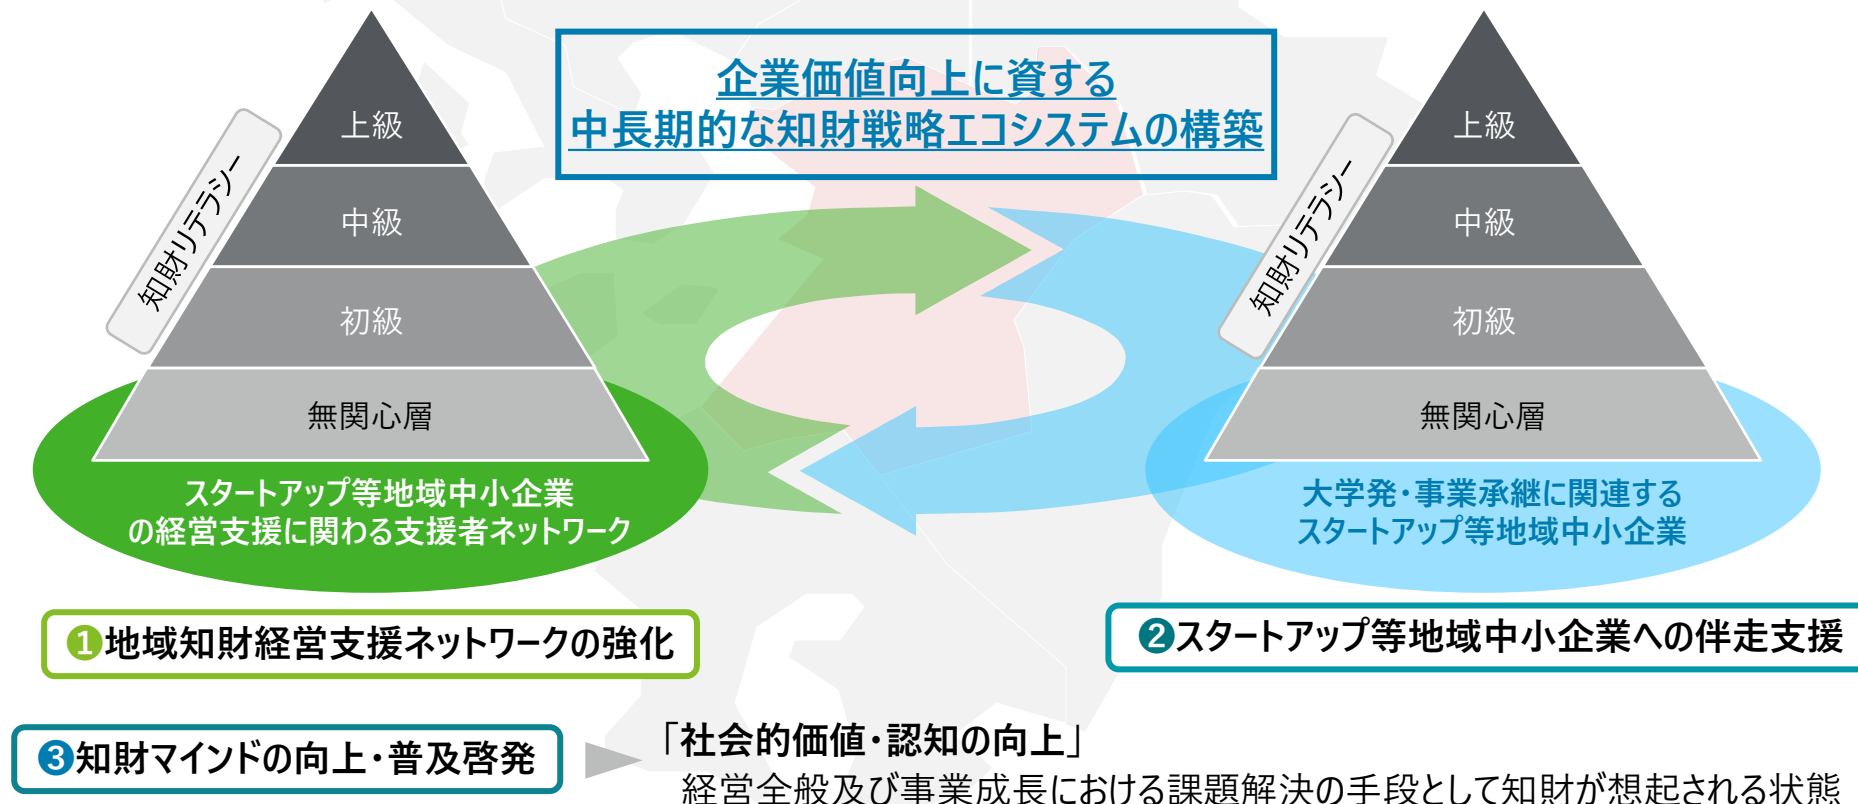 企業価値向上に資する
中長期的な知財戦略エコシステムの構築
知財リテラシー
上級
中級
初級
無関心層
スタートアップ等地域中小企業
の経営支援に関わる支援者ネットワーク
知財リテラシー
上級
中級
初級
無関心層
大学発・事業承継に関連する
スタートアップ等地域中小企業
❶地域知財経営支援ネットワークの強化
❷スタートアップ等地域中小企業への伴走支援
❸知財マインドの向上・普及啓発
「社会的価値・認知の向上」
経営全般及び事業成長における課題解決の手段として知財が想起される状態